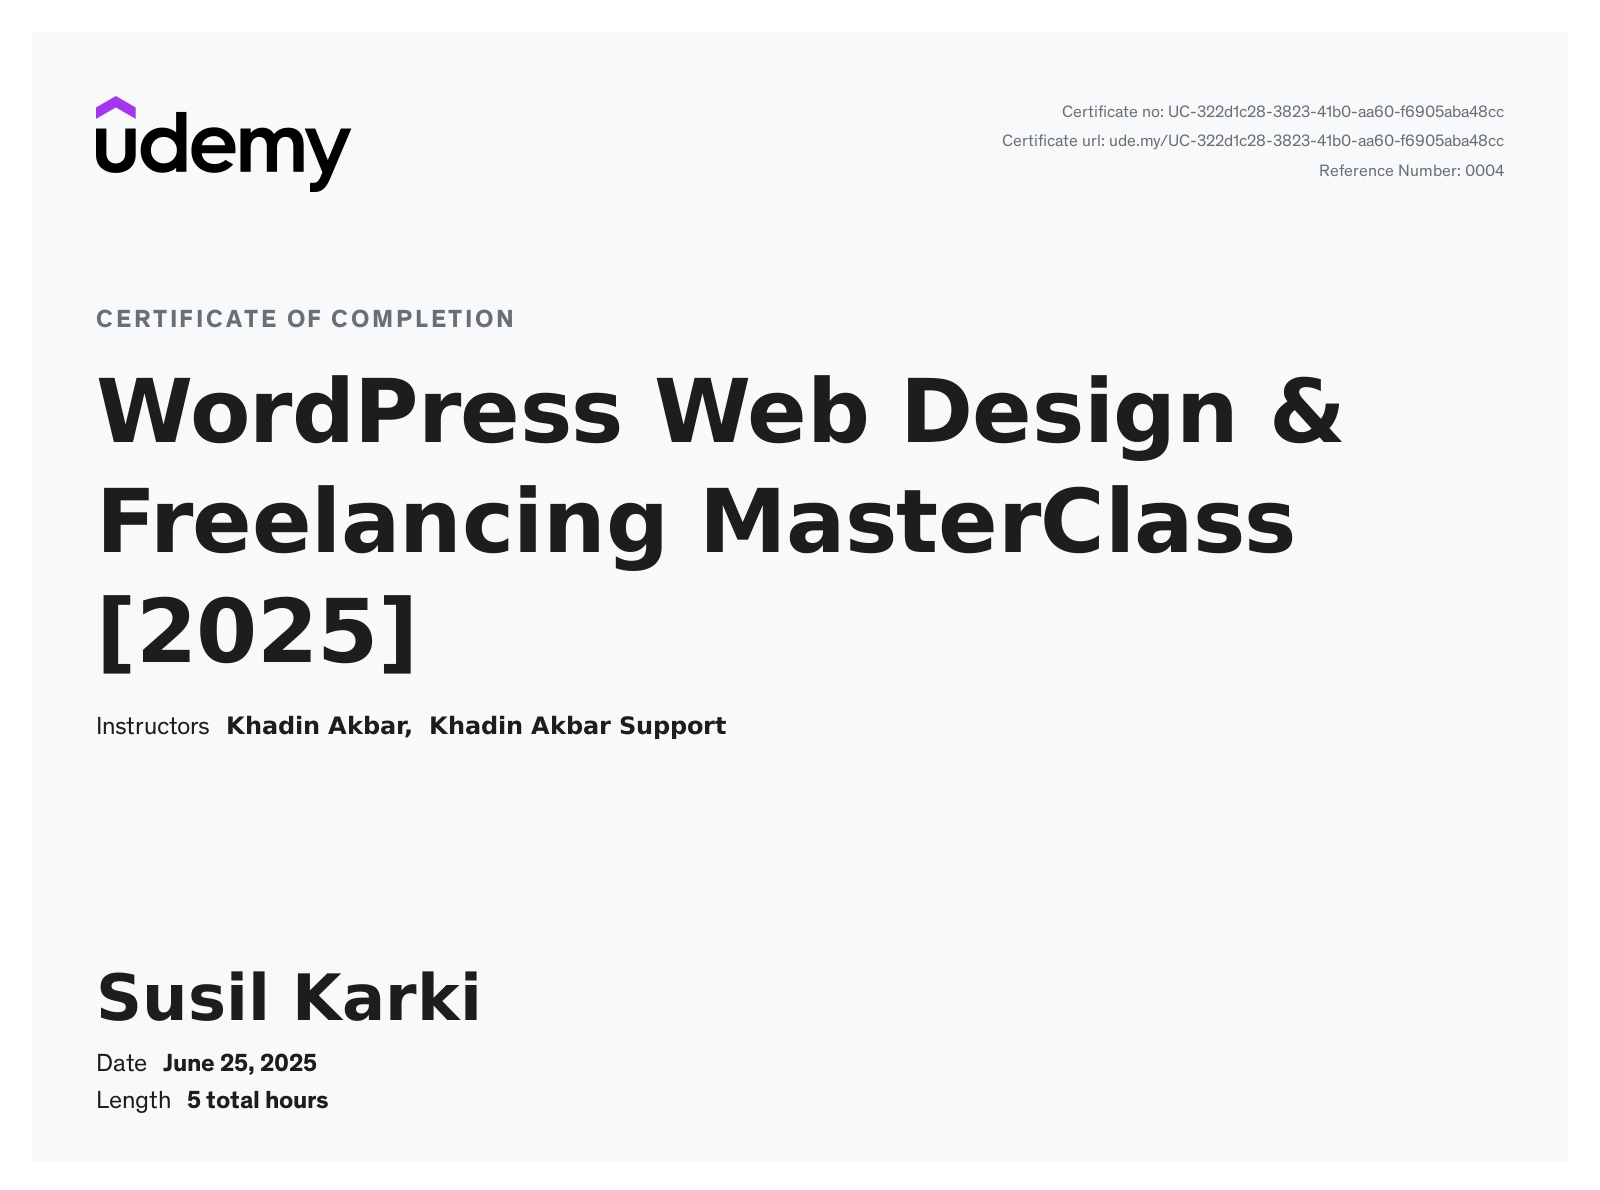 udemy
Certificate no: UC-322d1c28-3823-41b0-aa60-f6905aba48cc
Certificate url: ude.my/UC-322d1c28-3823-41b0-aa60-f6905aba48cc
Reference Number: 0004
CERTIFICATE OF COMPLETION
WordPress Web Design &
Freelancing MasterClass
[2025]
Instructors Khadin Akbar, Khadin Akbar Support
Susil Karki
Date June 25, 2025
Length 5 total hours